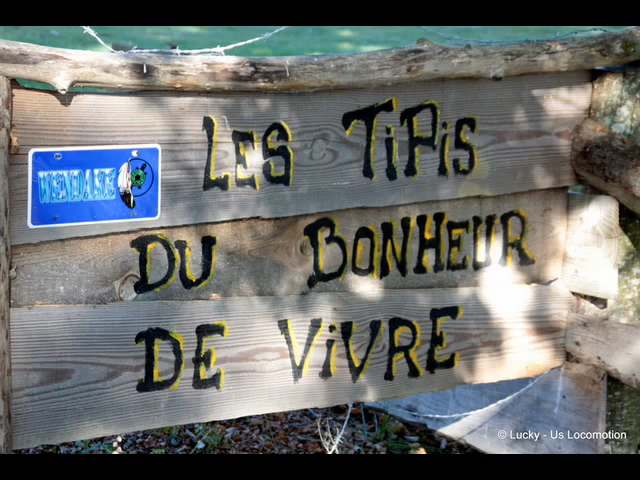 WENDAKE
LES TiPiS
DU BONHEUR
DE ViVRE
© Lucky - Us Locomotion